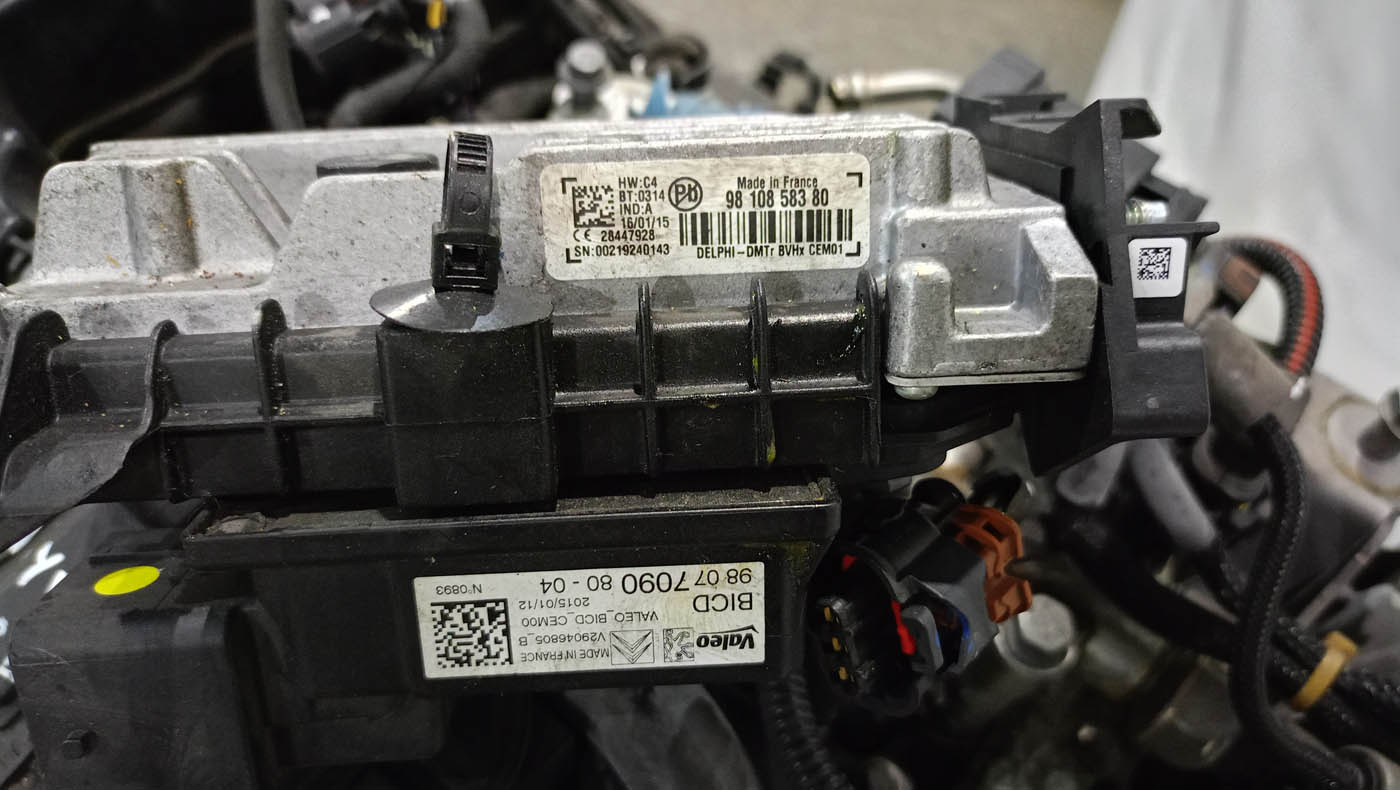 HW:C4
BT:0314
IND:A
16/01/15
CE 28447928
SN:00219240143
Pb
Made in France
98 108 583 80
DELPHI-DMTr BVHx CEM01
Valeo
MADE IN FRANCE
V29046805_B
VALEO_BICD_CEM00
BICD
2015/01/12
98 07 7090 80 - 04
N°0893